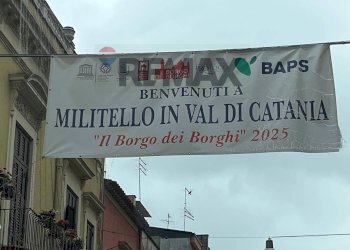 RE/MAX BAPS
BENVENUTI A
MILITELLO IN VAL DI CATANIA
"Il Borgo dei Borghi" 2025